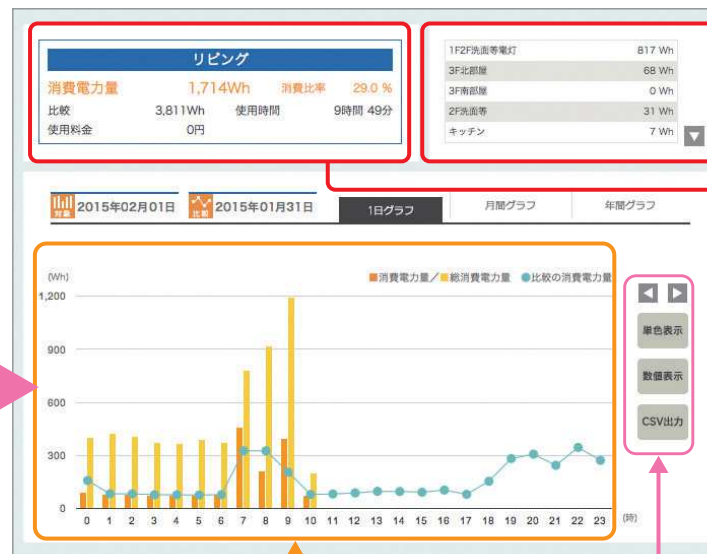 リビング
消費電力量 1,714Wh 消費比率 29.0 %
比較 3,811Wh 使用時間 9時間 49分
使用料金 0円
1F2F洗面等電灯 817 Wh
3F北部屋 68 Wh
3F南部屋 0 Wh
2F洗面等 31 Wh
キッチン 7 Wh
対象 2015年02月01日 比較 2015年01月31日 1日グラフ 月間グラフ 年間グラフ
(Wh) 消費電力量／総消費電力量 比較の消費電力量
1,200
900
600
300
0
0 1 2 3 4 5 6 7 8 9 10 11 12 13 14 15 16 17 18 19 20 21 22 23 (時)
単色表示
数値表示
CSV出力